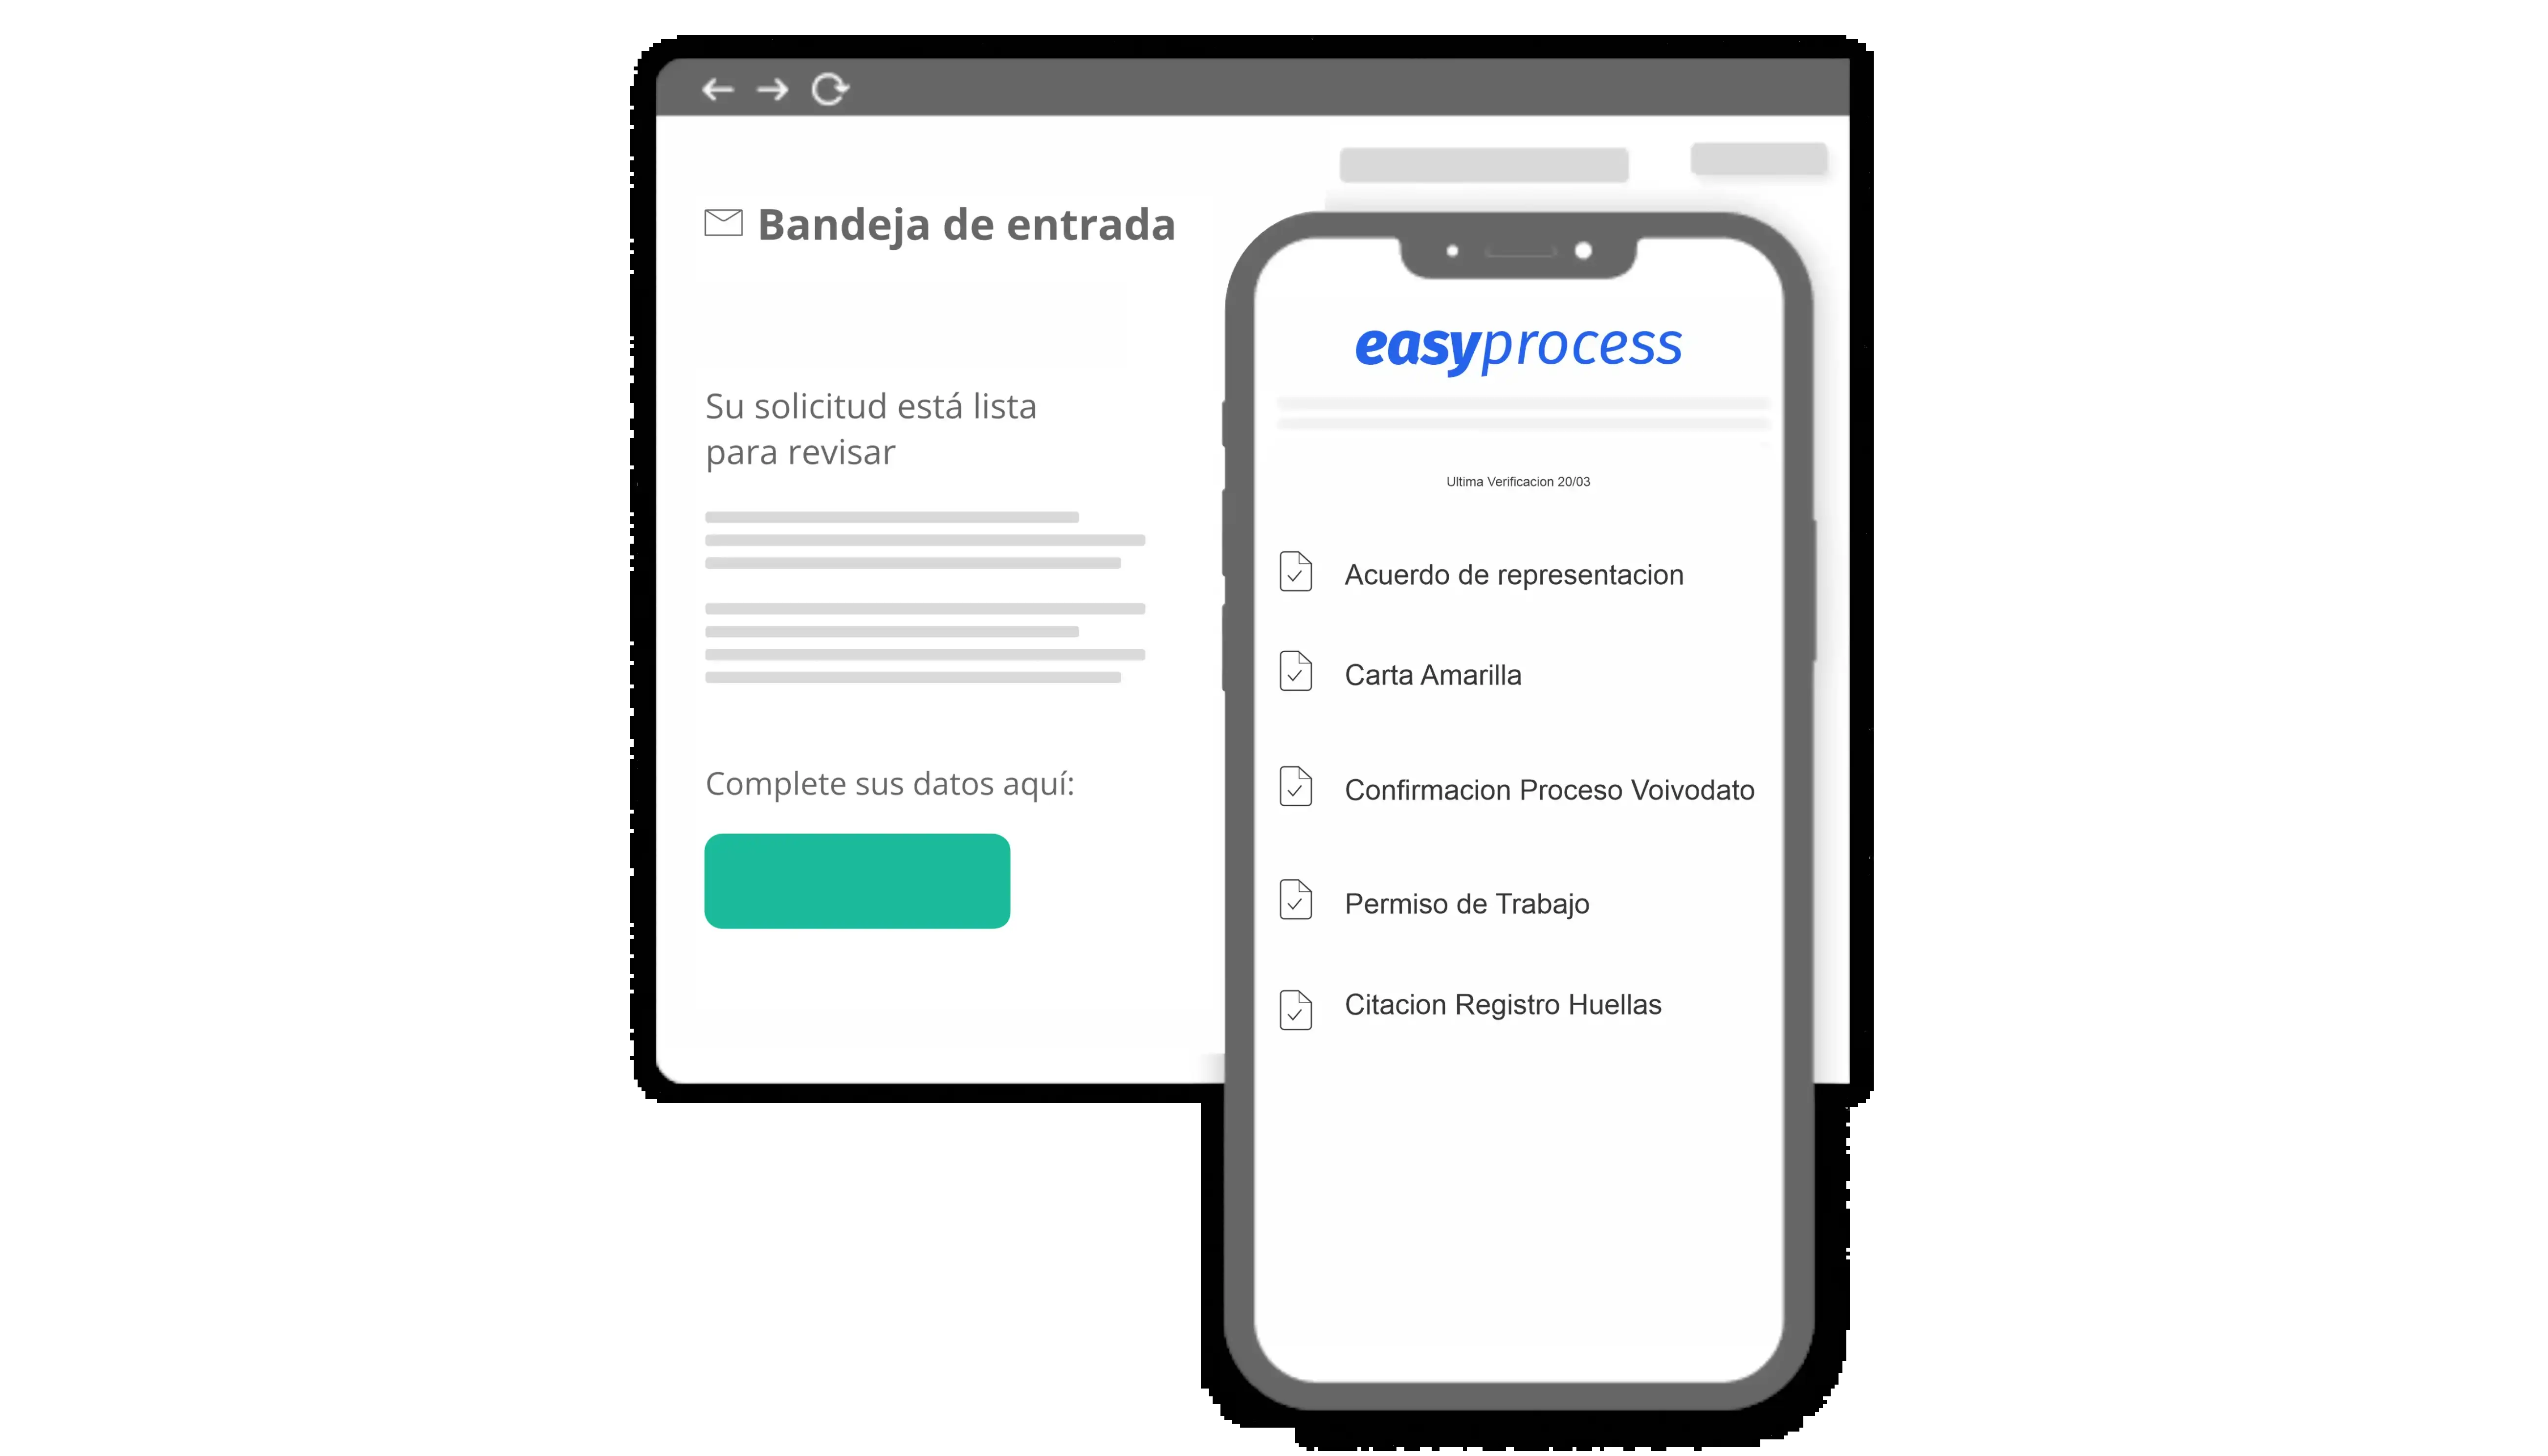 Bandeja de entrada
Su solicitud está lista
para revisar
Complete sus datos aquí:
easyprocess
Ultima Verificacion 20/03
Acuerdo de representacion
Carta Amarilla
Confirmacion Proceso Voivodato
Permiso de Trabajo
Citacion Registro Huellas